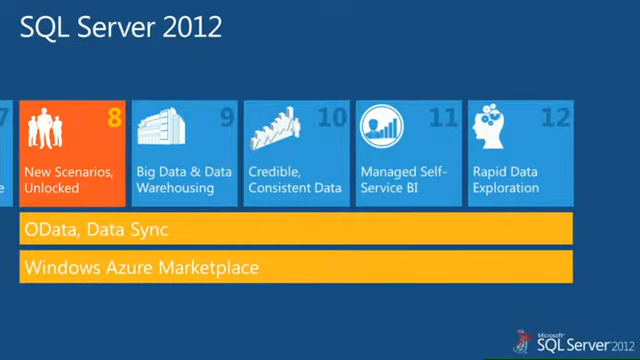 SQL Server 2012
7
8
9
10
11
12
e
New Scenarios,
Unlocked
Big Data & Data
Warehousing
Credible,
Consistent Data
Managed Self-
Service BI
Rapid Data
Exploration
OData, Data Sync
Windows Azure Marketplace
Microsoft
SQL Server 2012